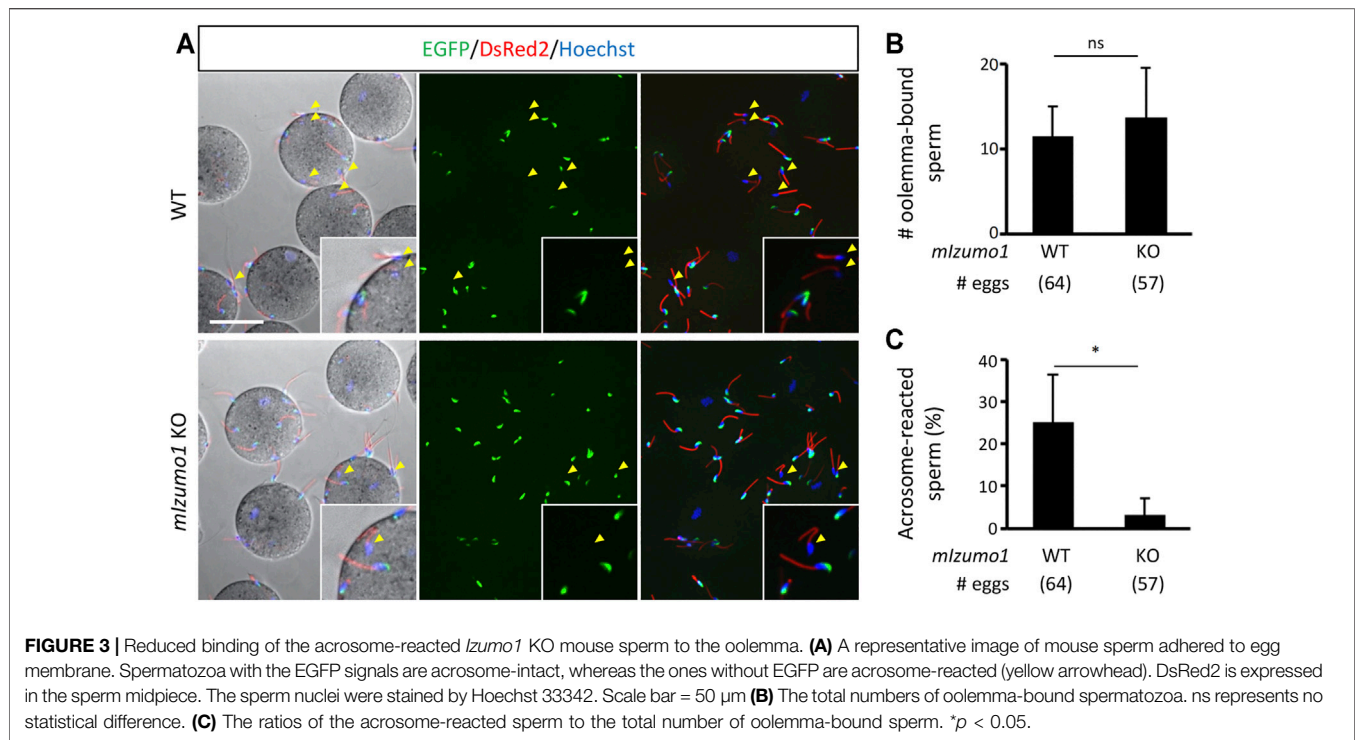 A
EGFP/DsRed2/Hoechst
WT
mIzumo1 KO
B
ns
20
10
0
# oolemma-bound
sperm
mIzumo1 WT KO
# eggs (64) (57)
C
*
40
30
20
10
0
Acrosome-reacted
sperm (%)
mIzumo1 WT KO
# eggs (64) (57)
FIGURE 3 | Reduced binding of the acrosome-reacted Izumo1 KO mouse sperm to the oolemma. (A) A representative image of mouse sperm adhered to egg
membrane. Spermatozoa with the EGFP signals are acrosome-intact, whereas the ones without EGFP are acrosome-reacted (yellow arrowhead). DsRed2 is expressed
in the sperm midpiece. The sperm nuclei were stained by Hoechst 33342. Scale bar = 50 µm (B) The total numbers of oolemma-bound spermatozoa. ns represents no
statistical difference. (C) The ratios of the acrosome-reacted sperm to the total number of oolemma-bound sperm. *p < 0.05.